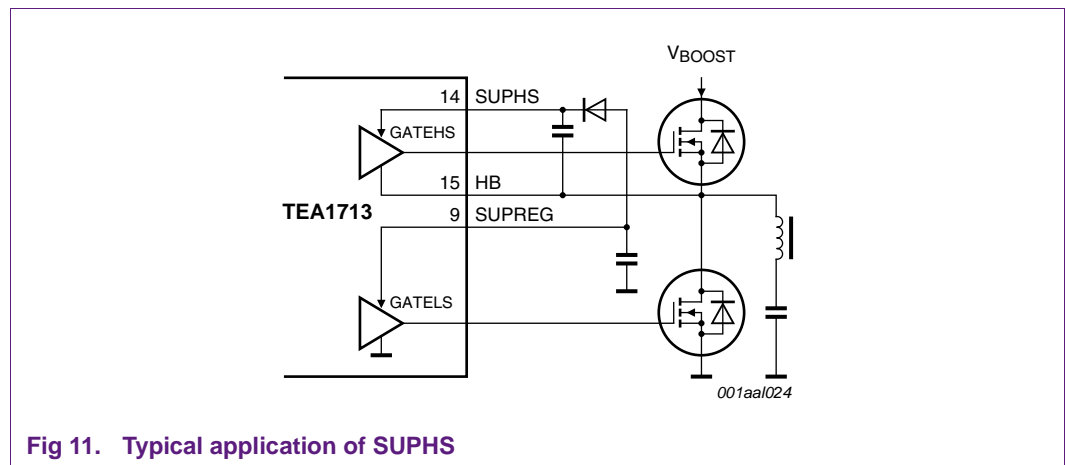 VBOOST
14 SUPHS
GATEHS
15 HB
TEA1713
9 SUPREG
GATELS
001aal024
Fig 11. Typical application of SUPHS